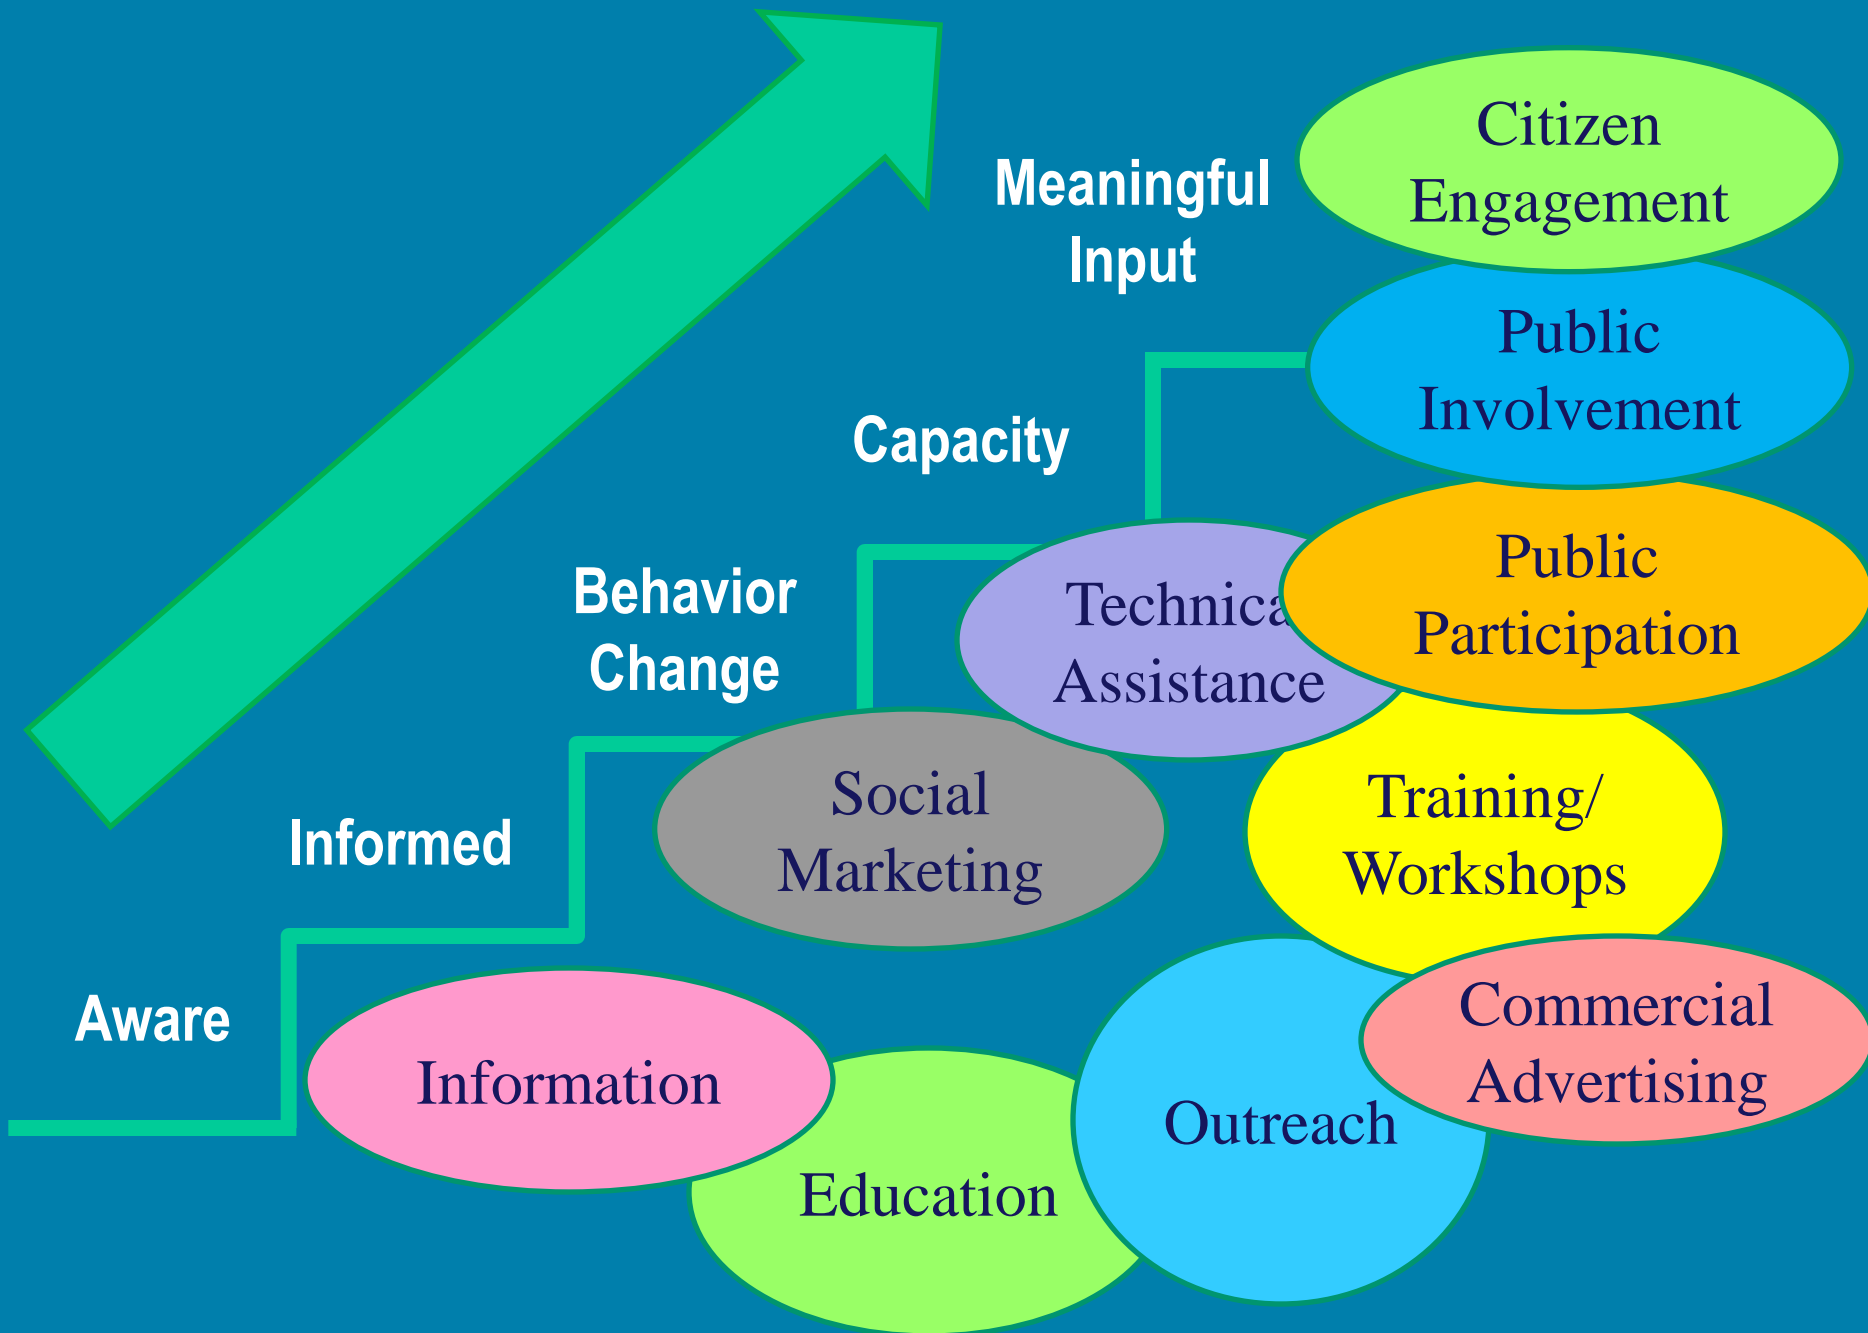 Citizen
Engagement
Meaningful
Input
Public
Involvement
Capacity
Public
Participation
Behavior
Change
Technica
Assistance
Informed
Social
Marketing
Training/
Workshops
Aware
Information
Commercial
Advertising
Outreach
Education